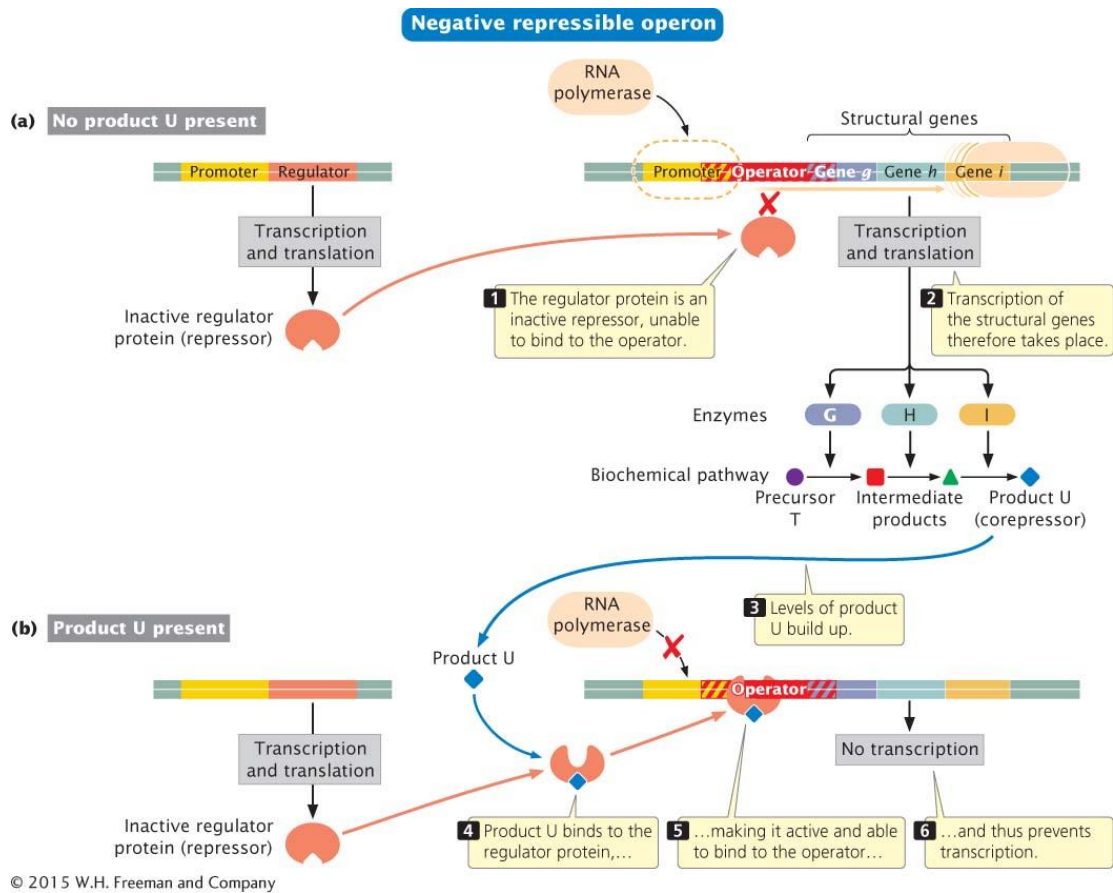 Negative repressible operon
(a) No product U present
RNA
polymerase
Structural genes
Promoter
Regulator
Promoter
Operator
Gene g
Gene h
Gene i
Transcription
and translation
Inactive regulator
protein (repressor)
1 The regulator protein is an
inactive repressor, unable
to bind to the operator.
Transcription
and translation
2 Transcription of
the structural genes
therefore takes place.
Enzymes
G
H
I
Biochemical pathway
Precursor
T
Intermediate
products
Product U
(corepressor)
3 Levels of product
U build up.
(b) Product U present
RNA
polymerase
Product U
Operator
Transcription
and translation
No transcription
Inactive regulator
protein (repressor)
4 Product U binds to the
regulator protein,…
5 …making it active and able
to bind to the operator…
6 …and thus prevents
transcription.
© 2015 W.H. Freeman and Company